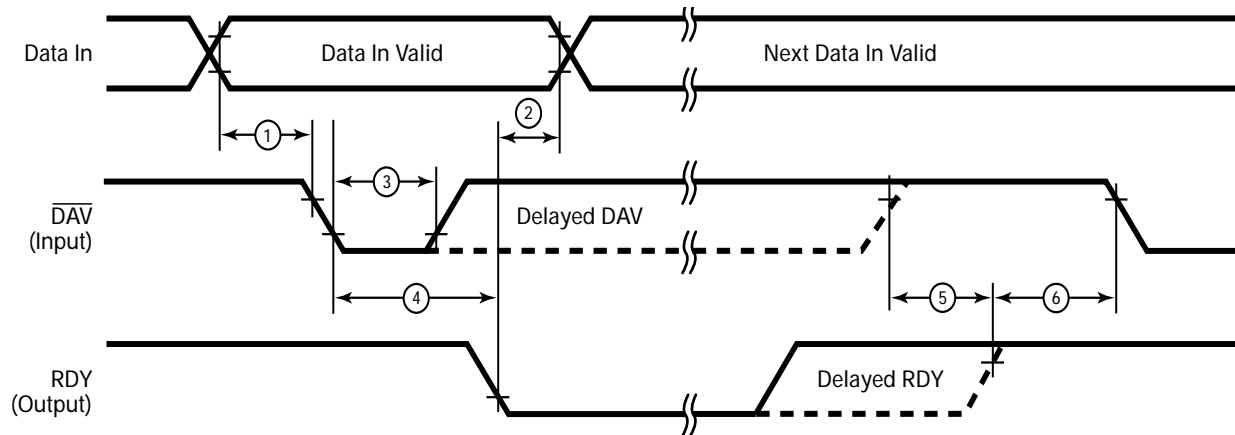 Data In
Data In Valid
Next Data In Valid
2
1
3
DAV
(Input)
Delayed DAV
4
5
6
RDY
(Output)
Delayed RDY